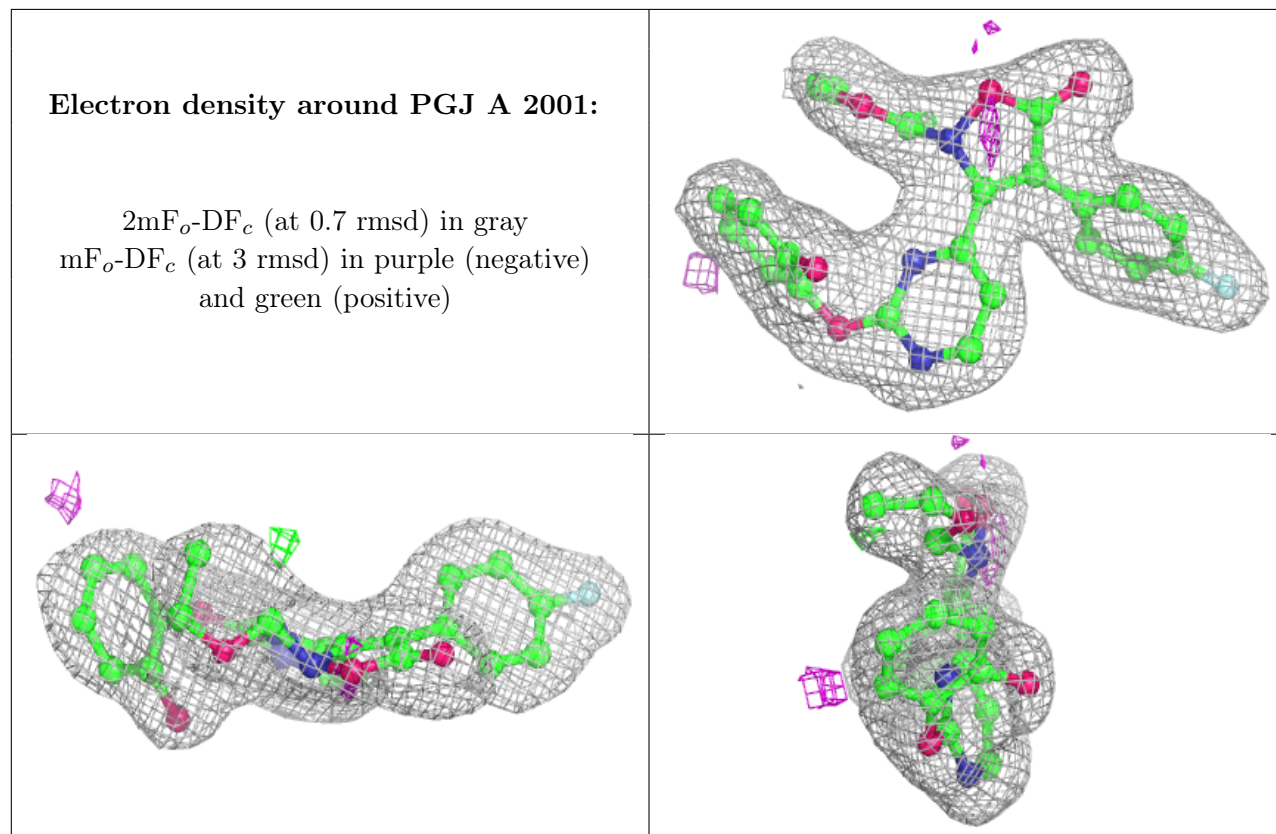 Electron density around PGJ A 2001:
2mFo-DFc (at 0.7 rmsd) in gray
mFo-DFc (at 3 rmsd) in purple (negative)
and green (positive)